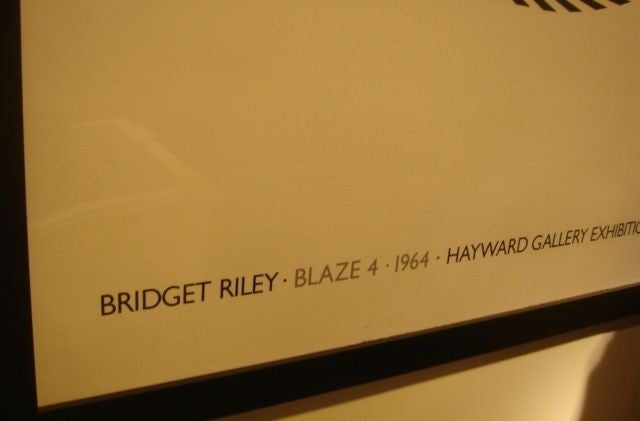 BRIDGET RILEY · BLAZE 4 · 1964 · HAYWARD GALLERY